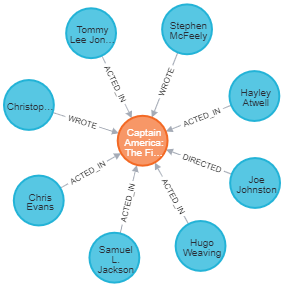 Tommy
Lee Jon...
Stephen
McFeely
ACTED_IN
WROTE
Christop...
WROTE
Hayley
Atwell
ACTED_IN
Captain
America:
The Fi...
DIRECTED
Joe
Johnston
Chris
Evans
ACTED_IN
ACTED_IN
ACTED_IN
Samuel
L.
Jackson
Hugo
Weaving